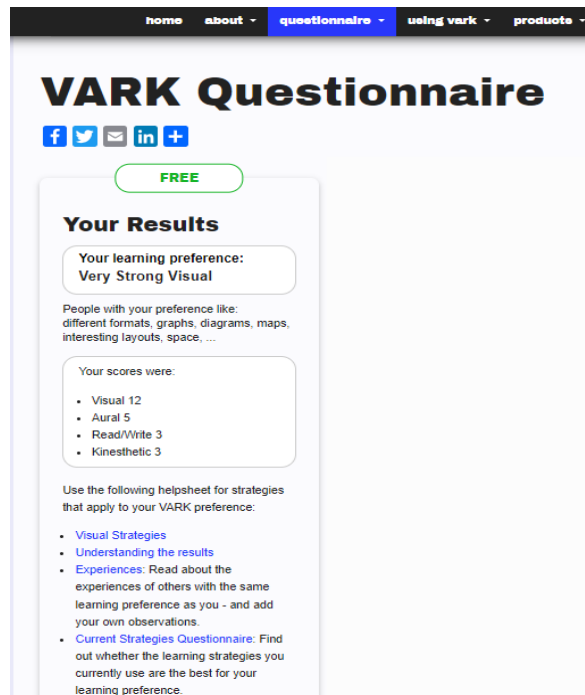 home about questionnaire using vark products
VARK Questionnaire
FREE
Your Results
Your learning preference:
Very Strong Visual
People with your preference like:
different formats, graphs, diagrams, maps,
interesting layouts, space, ...
Your scores were:
• Visual 12
• Aural 5
• Read/Write 3
• Kinesthetic 3
Use the following helpsheet for strategies
that apply to your VARK preference:
• Visual Strategies
• Understanding the results
• Experiences: Read about the
experiences of others with the same
learning preference as you - and add
your own observations.
• Current Strategies Questionnaire: Find
out whether the learning strategies you
currently use are the best for your
learning preference.